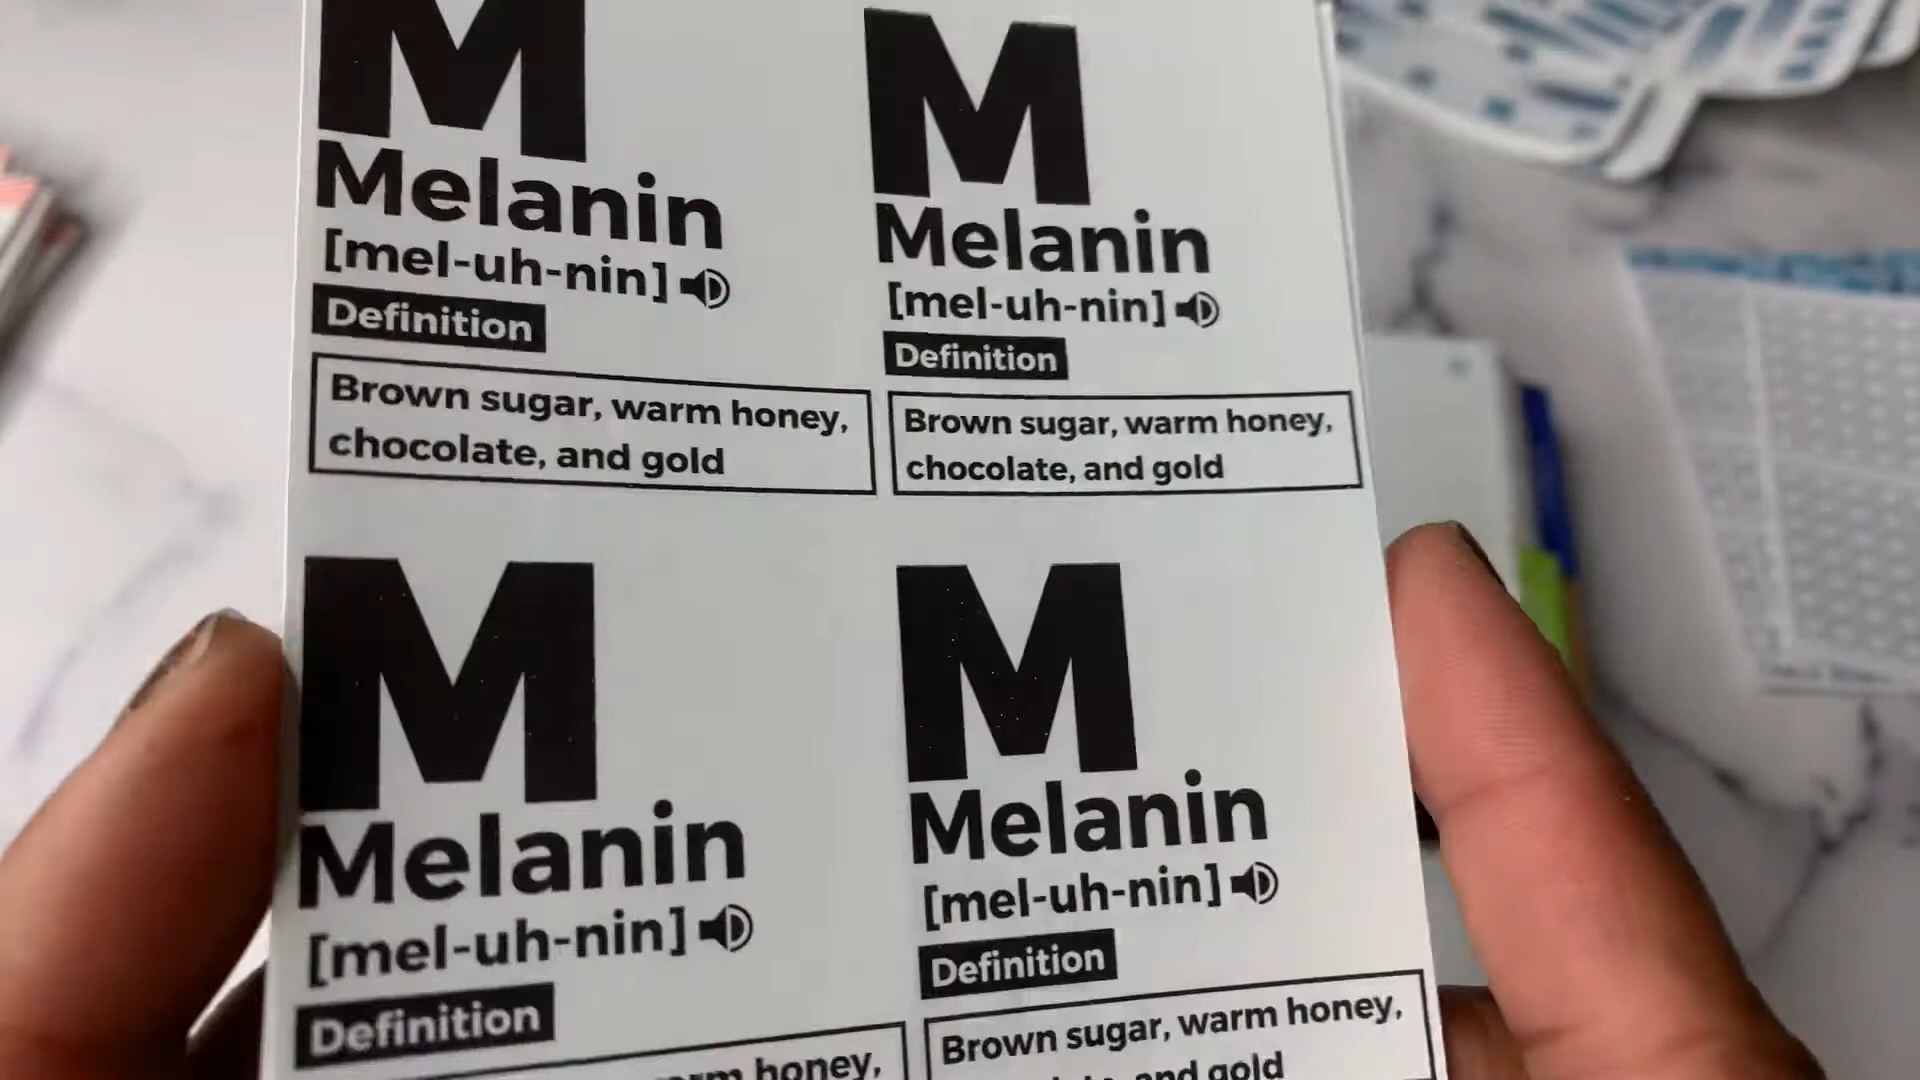 M
Melanin
[mel-uh-nin]
Definition
Brown sugar, warm honey,
chocolate, and gold
M
Melanin
[mel-uh-nin]
Definition
Brown sugar, warm honey,
chocolate, and gold
M
Melanin
[mel-uh-nin]
Definition
honey,
M
Melanin
[mel-uh-nin]
Definition
Brown sugar, warm honey,
and gold